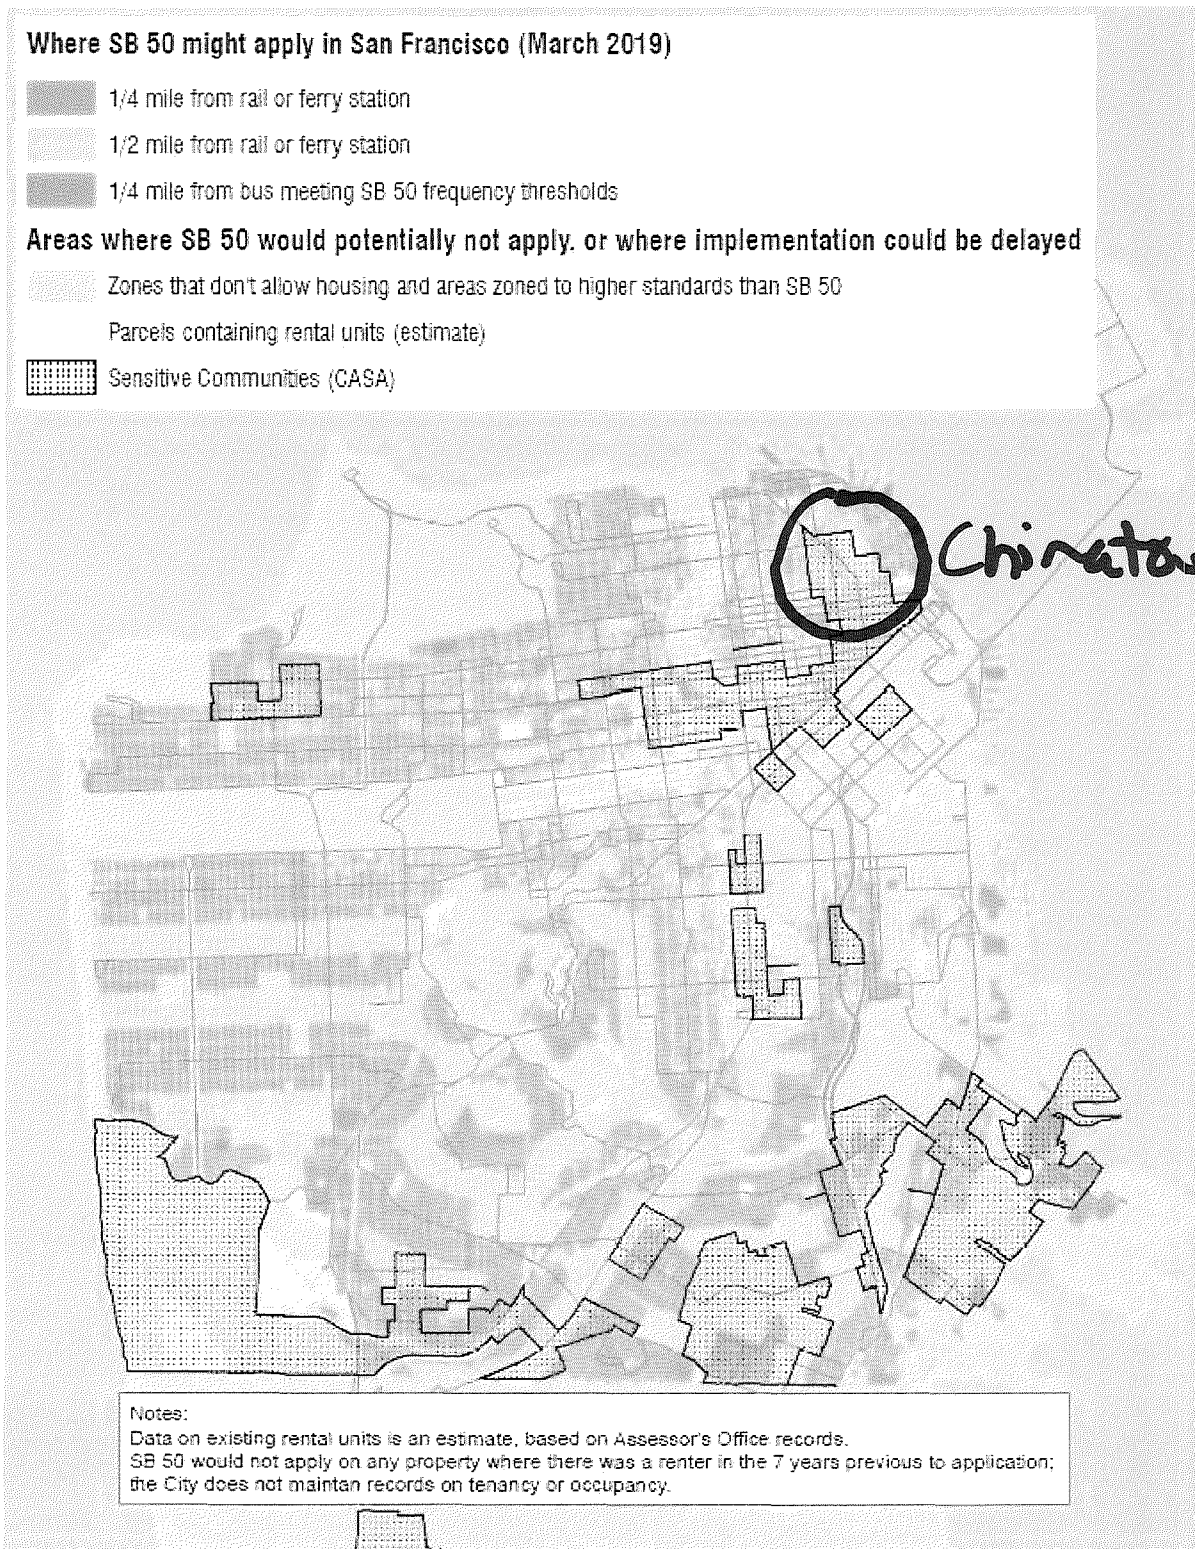 Where SB 50 might apply in San Francisco (March 2019)
1/4 mile from rail or ferry station
1/2 mile from rail or ferry station
1/4 mile from bus meeting SB 50 frequency thresholds
Areas where SB 50 would potentially not apply. or where implementation could be delayed
Zones that don't allow housing and areas zoned to higher standards than SB 50
Parcels containing rental units (estimate)
Sensitive Communities (CASA)
Chinatow
Notes:
Data on existing rental units is an estimate, based on Assessor's Office records.
SB 50 would not apply on any property where there was a renter in the 7 years previous to application;
the City does not maintan records on tenancy or occupancy.